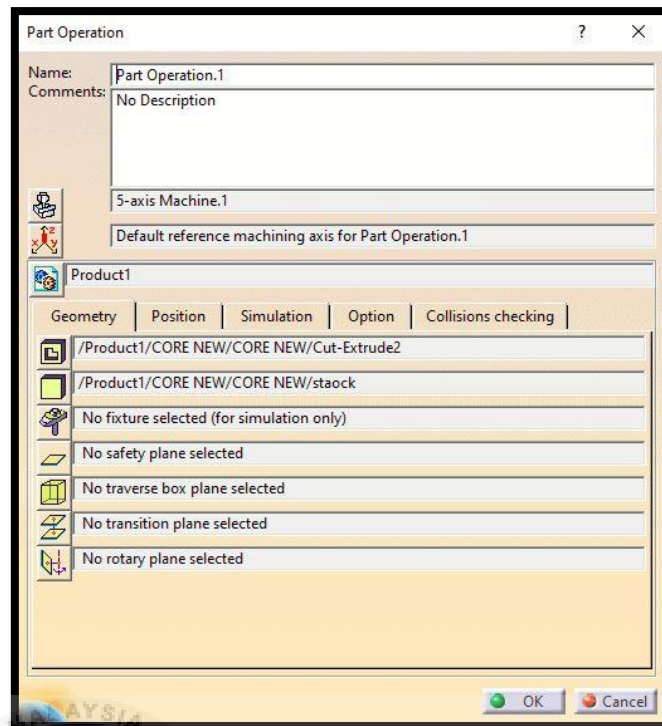 Part Operation ? ×
Name: Part Operation.1
Comments: No Description
5-axis Machine.1
Default reference machining axis for Part Operation.1
Product1
Geometry Position Simulation Option Collisions checking
/Product1/CORE NEW/CORE NEW/Cut-Extrude2
/Product1/CORE NEW/CORE NEW/staock
No fixture selected (for simulation only)
No safety plane selected
No traverse box plane selected
No transition plane selected
No rotary plane selected
OK Cancel